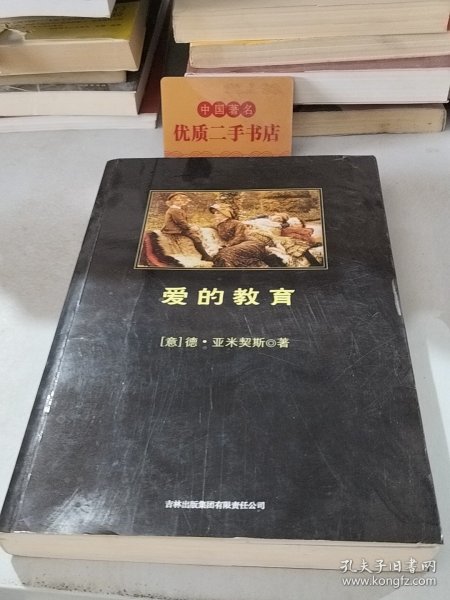 中国著名
优质二手书店
爱的教育
[意]德·亚米契斯◎著
吉林出版集团有限责任公司
孔夫子旧书网
www.kongfz.com